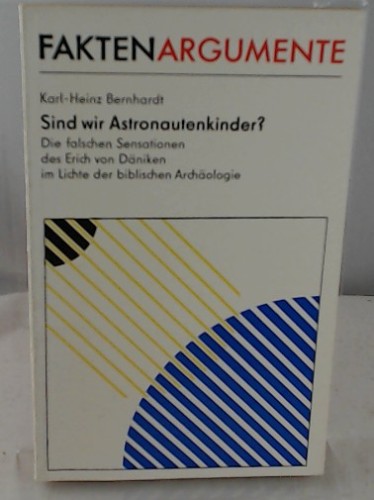 FAKTENARGUMENTE
Karl-Heinz Bernhardt
Sind wir Astronautenkinder?
Die falschen Sensationen
des Erich von Däniken
im Lichte der biblischen Archäologie